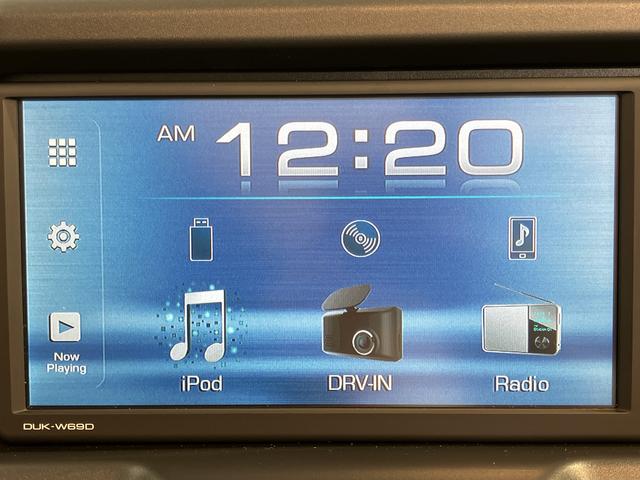 AM 12:20
Now
Playing
iPod
DRV-IN
Radio
DUK-W69D